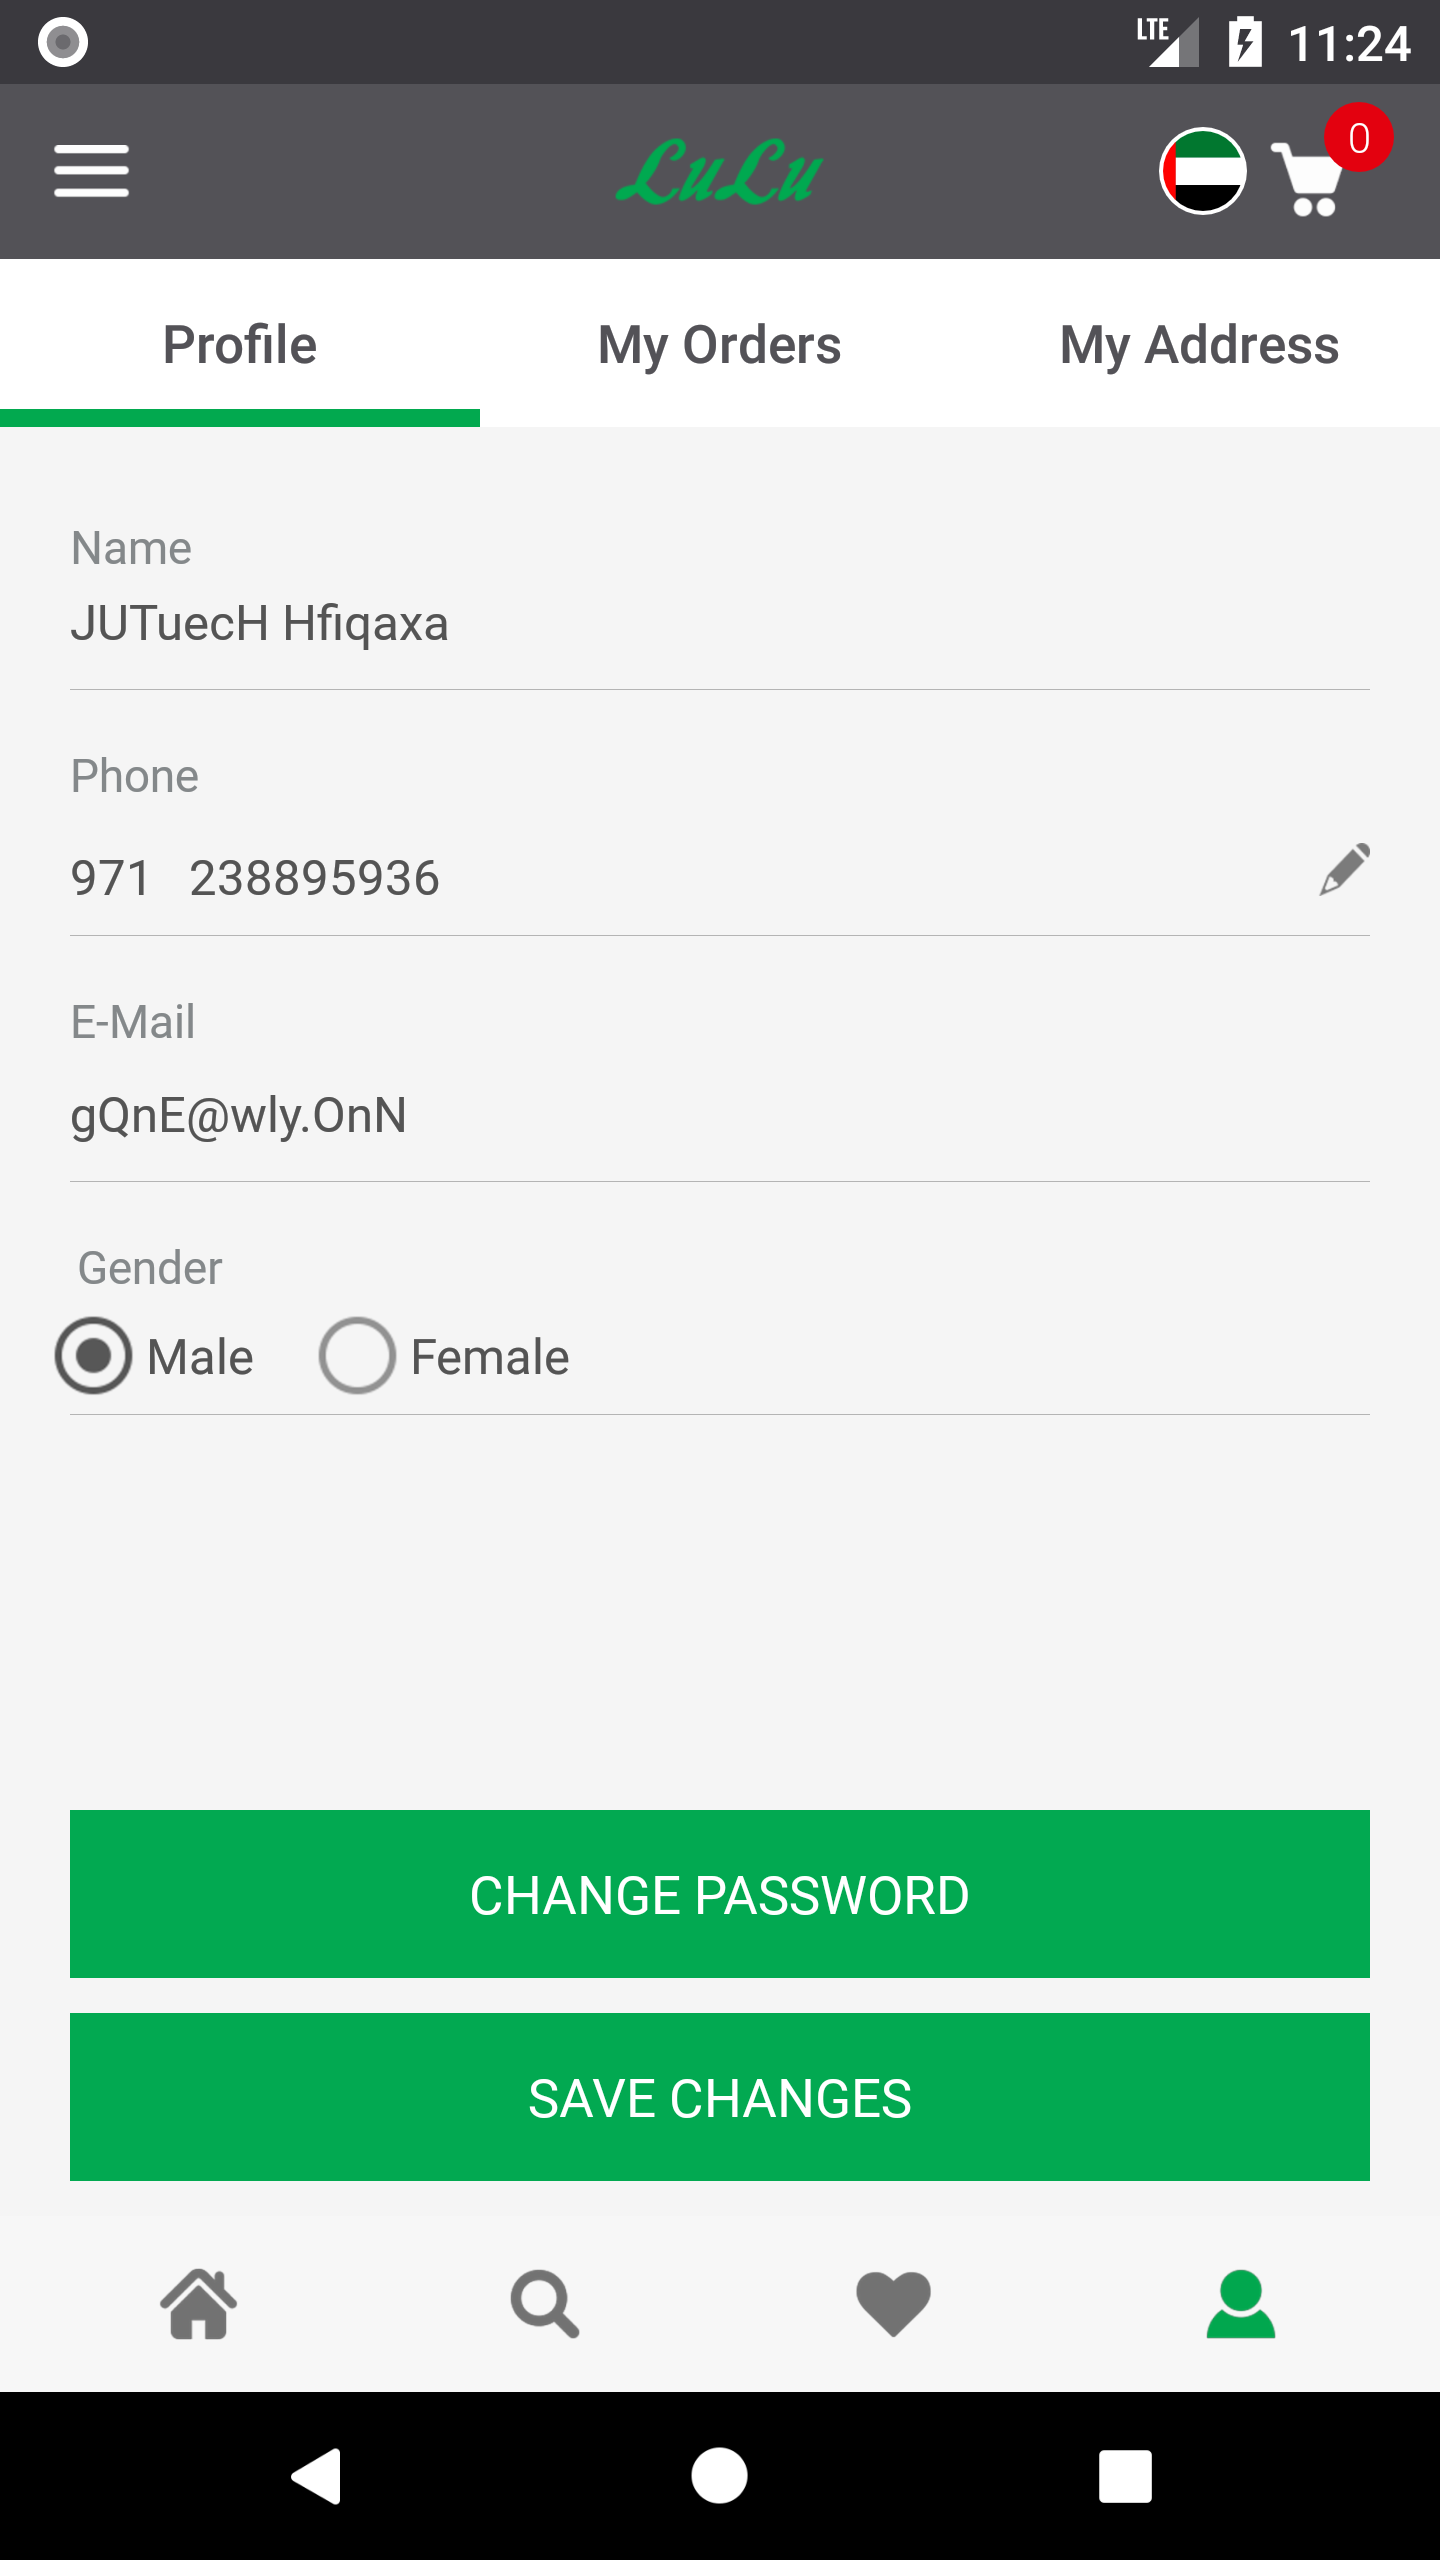 LTE 11:24
LuLu 0
Profile My Orders My Address
Name
JUTuecH Hfiqaxa
Phone
971 238895936
E-Mail
gQnE@wly.OnN
Gender
Male Female
CHANGE PASSWORD
SAVE CHANGES